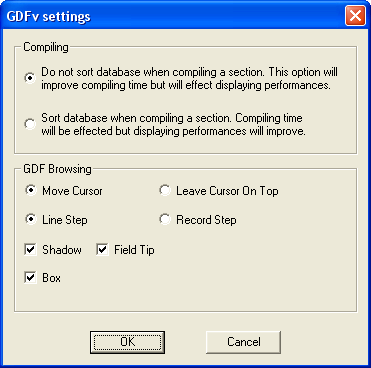 GDFv settings
Compiling
Do not sort database when compiling a section. This option will
improve compiling time but will effect displaying performances.
Sort database when compiling a section. Compiling time
will be effected but displaying performances will improve.
GDF Browsing
Move Cursor Leave Cursor On Top
Line Step Record Step
Shadow Field Tip
Box
OK Cancel